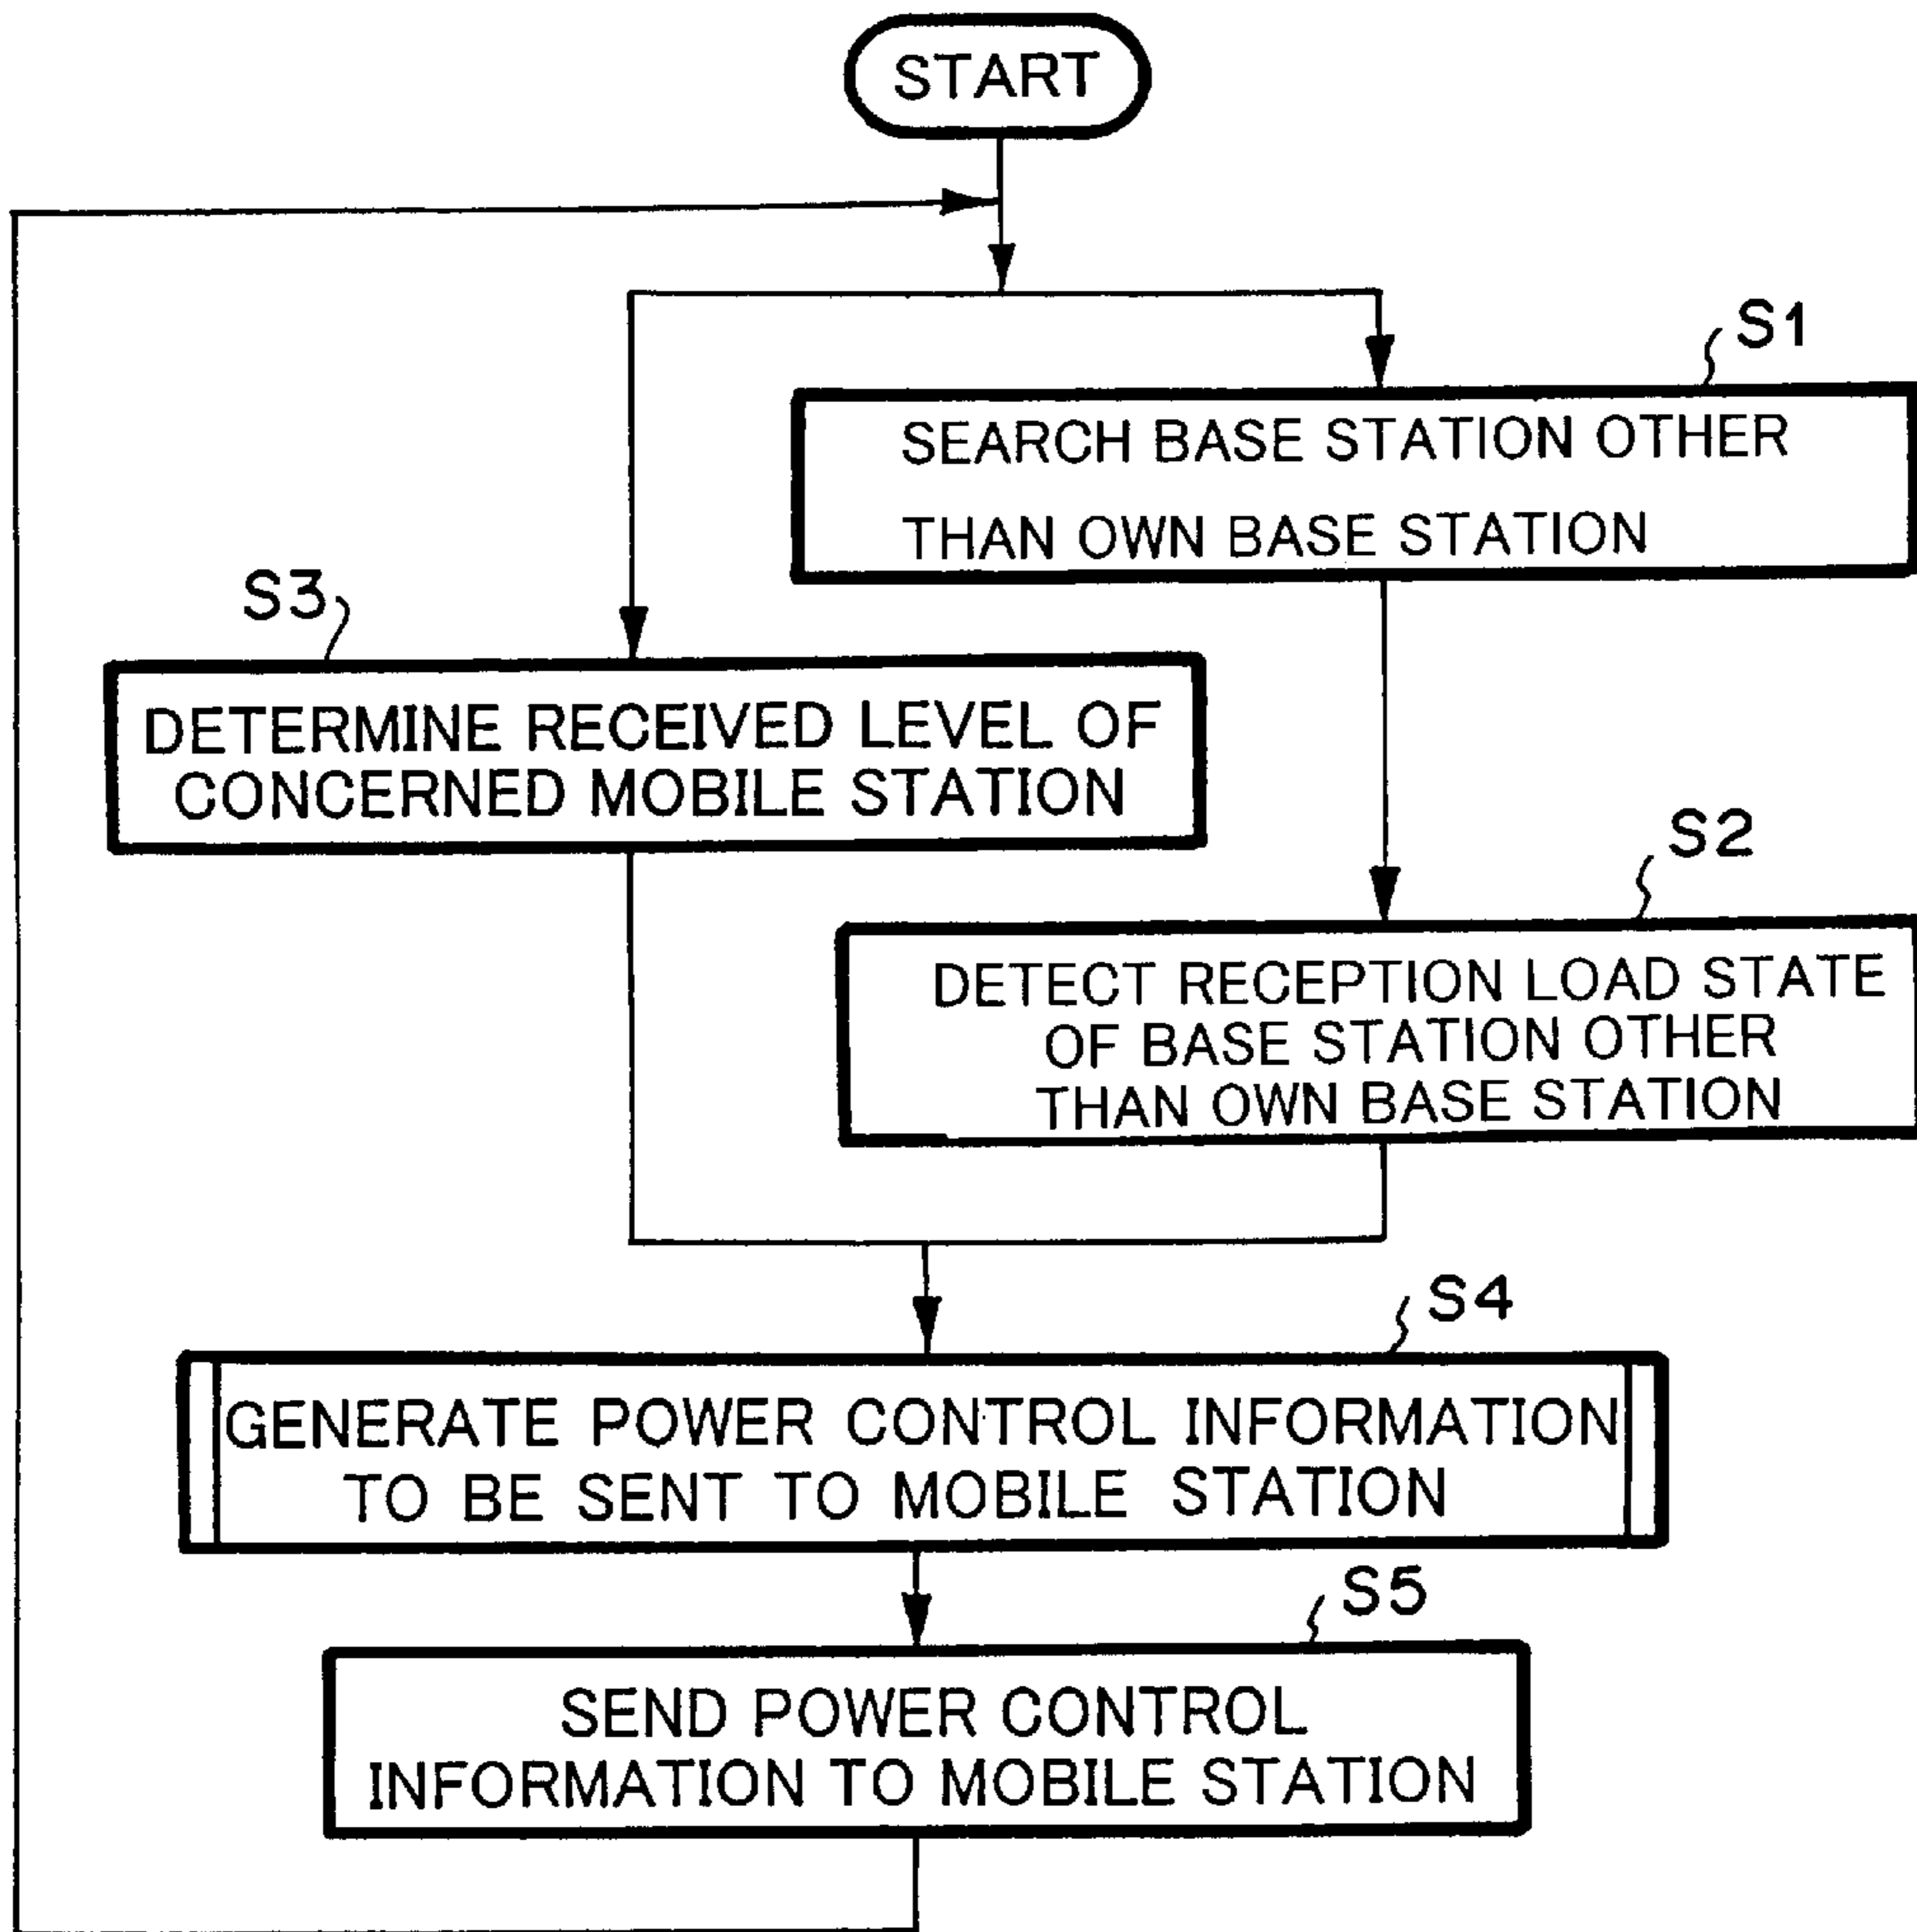 START
S1
SEARCH BASE STATION OTHER
THAN OWN BASE STATION
S3
DETERMINE RECEIVED LEVEL OF
CONCERNED MOBILE STATION
S2
DETECT RECEPTION LOAD STATE
OF BASE STATION OTHER
THAN OWN BASE STATION
S4
GENERATE POWER CONTROL INFORMATION
TO BE SENT TO MOBILE STATION
S5
SEND POWER CONTROL
INFORMATION TO MOBILE STATION